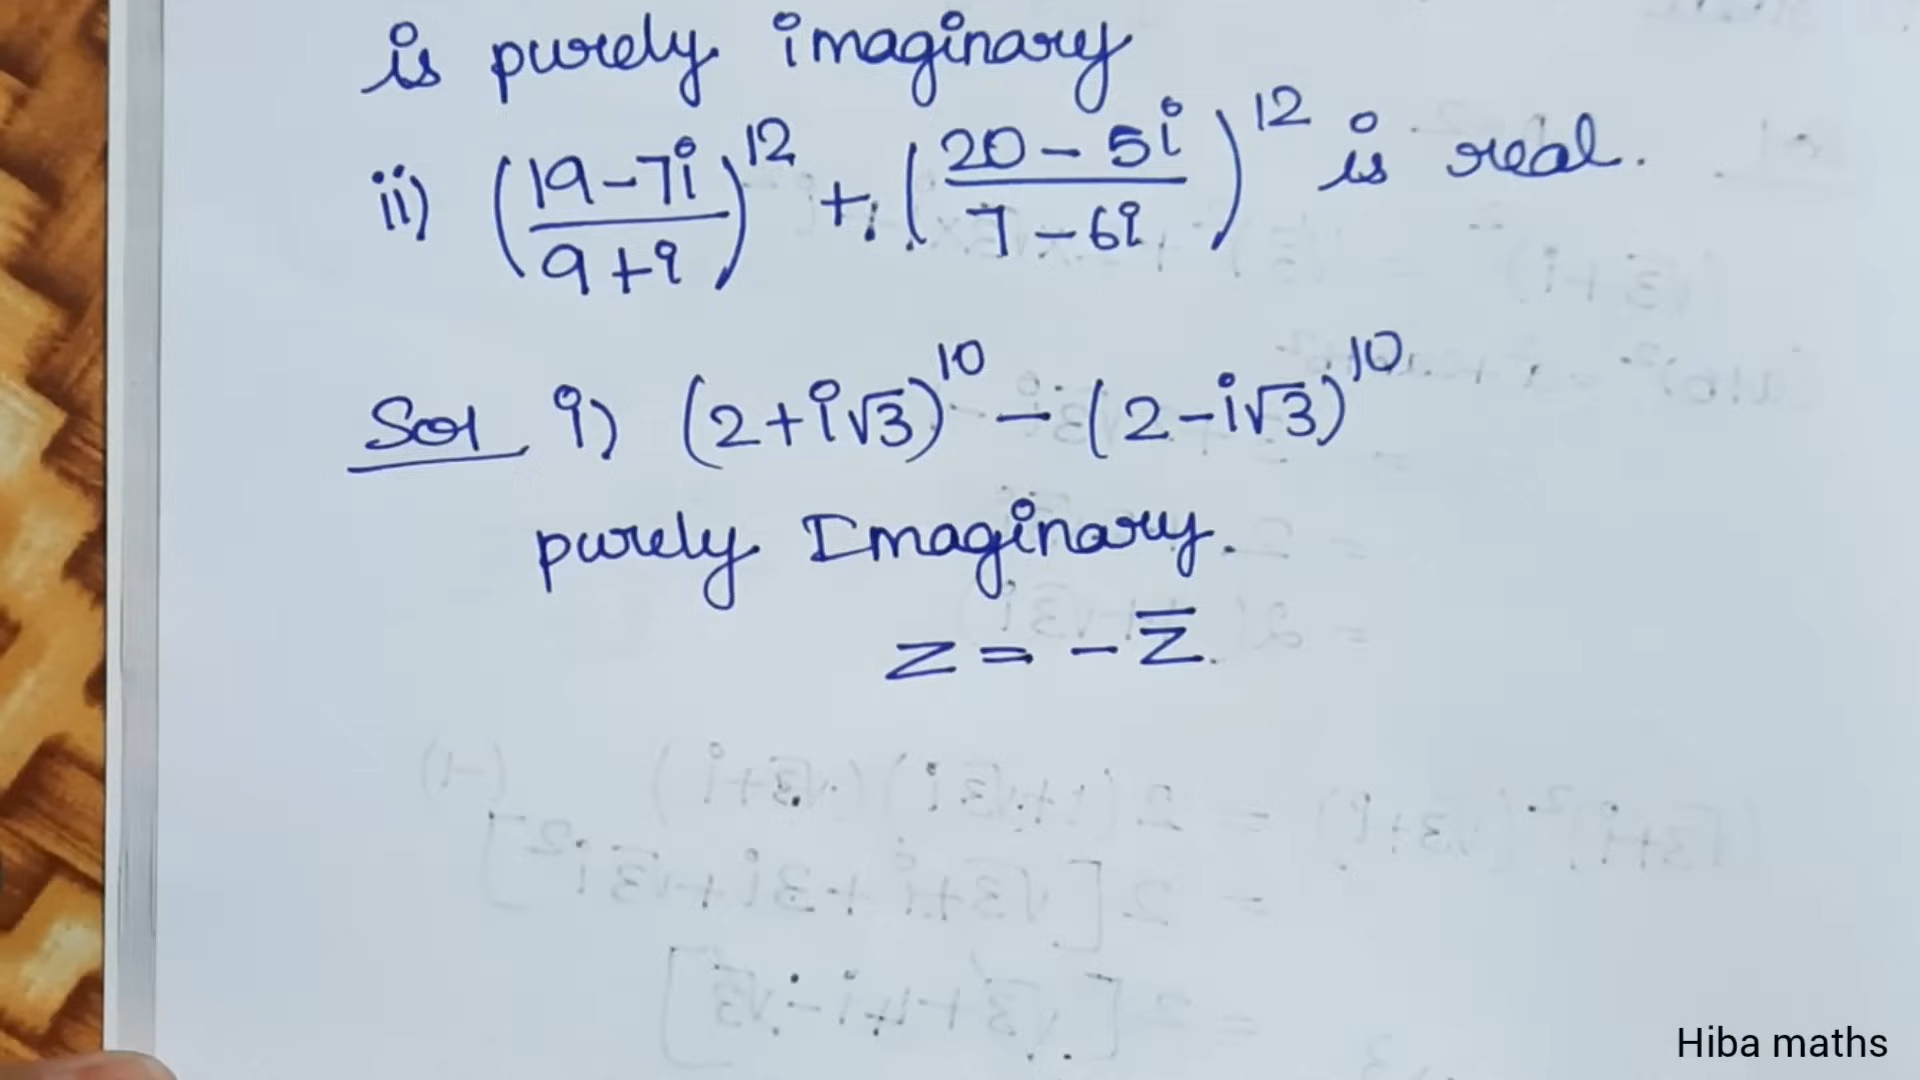 is purely imaginary
ii) (19-7i/9+i)^12 + (20-5i/7-6i)^12 is real.
Sol i) (2+i√3)^10 - (2-i√3)^10
purely Imaginary.
z = -z̅
Hiba maths